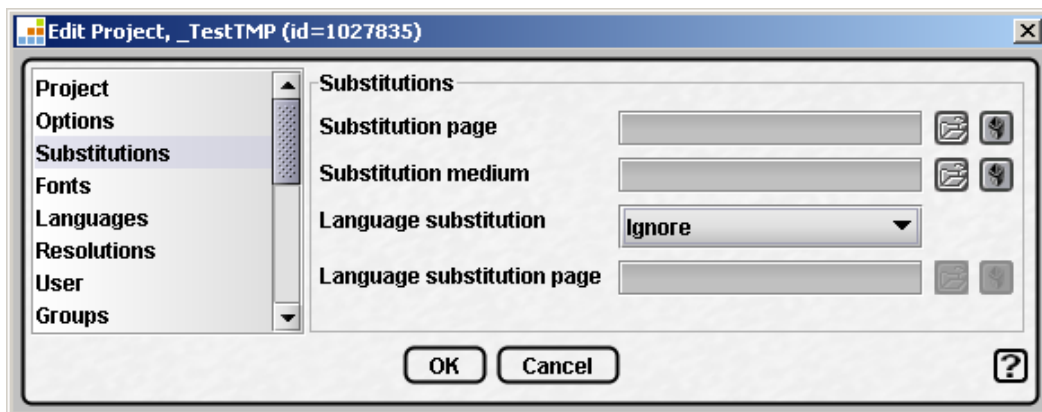 Edit Project, _TestTMP (id=1027835)
Project
Options
Substitutions
Fonts
Languages
Resolutions
User
Groups
Substitutions
Substitution page
Substitution medium
Language substitution
Ignore
Language substitution page
OK
Cancel
?